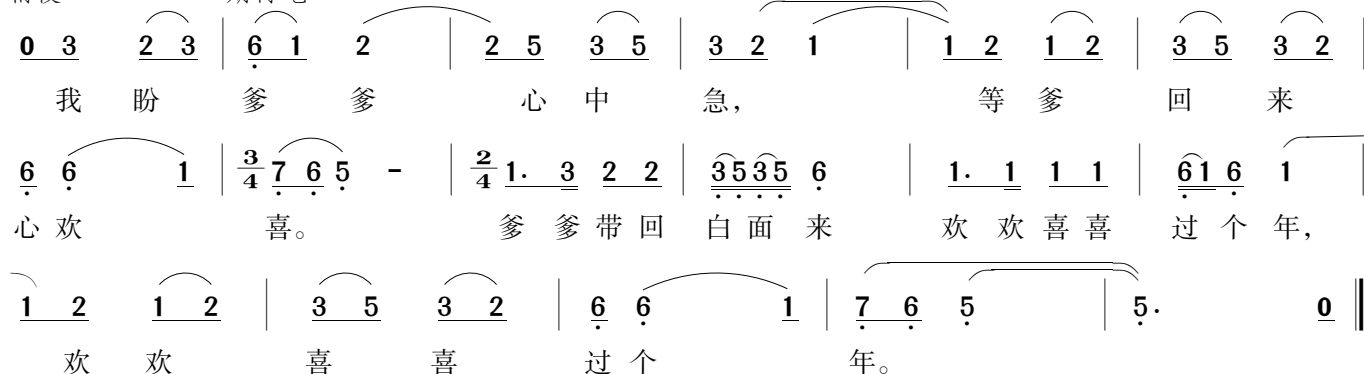 0 3 2 3 | 6 1 2 | 2 5 3 5 | 3 2 1 | 1 2 1 2 | 3 5 3 2
我 盼 爹 爹 心 中 急, 等 爹 回 来
6 6 1 | 3/4 7 6 5 - | 2/4 1. 3 2 2 | 3535 6 | 1. 1 1 1 | 61 6 1
心 欢 喜。 爹 爹 带 回 白 面 来 欢 欢 喜 喜 过 个 年,
1 2 1 2 | 3 5 3 2 | 6 6 1 | 7 6 5 | 5. 0
欢 欢 喜 喜 过 个 年。